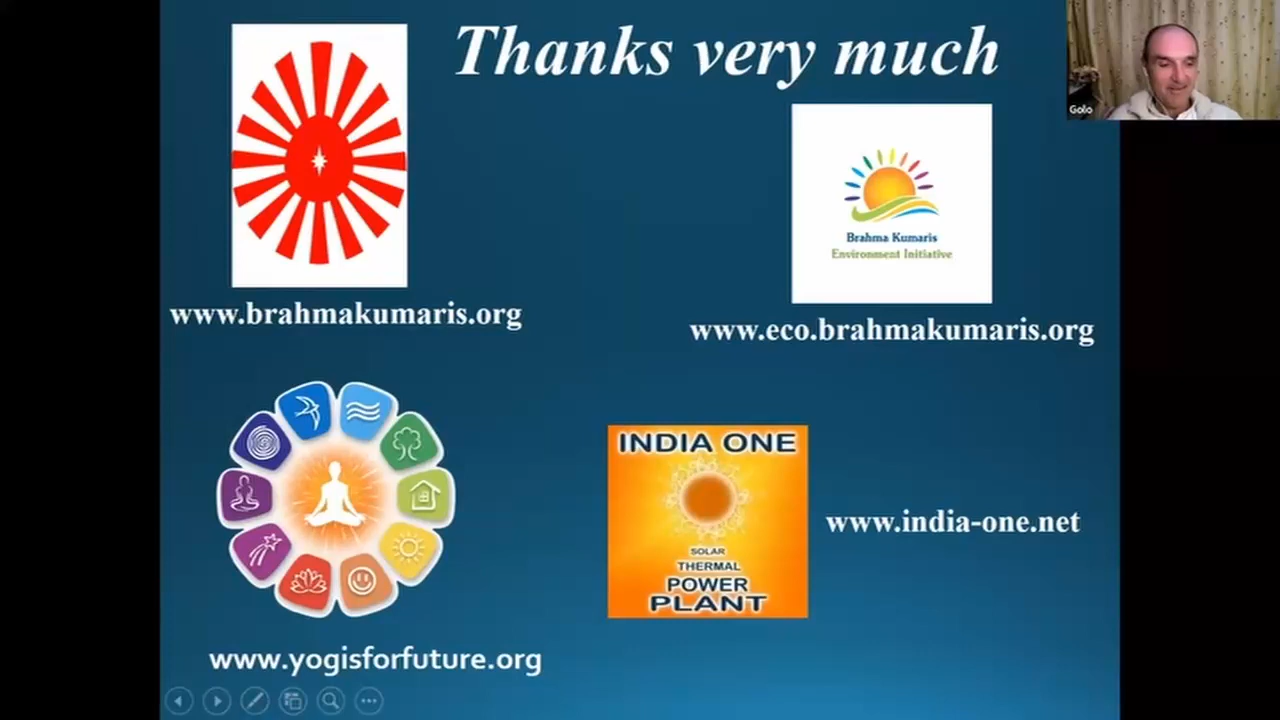 Thanks very much
Golo
Brahma Kumaris
Environment Initiative
www.brahmakumaris.org
www.eco.brahmakumaris.org
INDIA ONE
SOLAR
THERMAL
POWER
PLANT
www.india-one.net
www.yogisforfuture.org